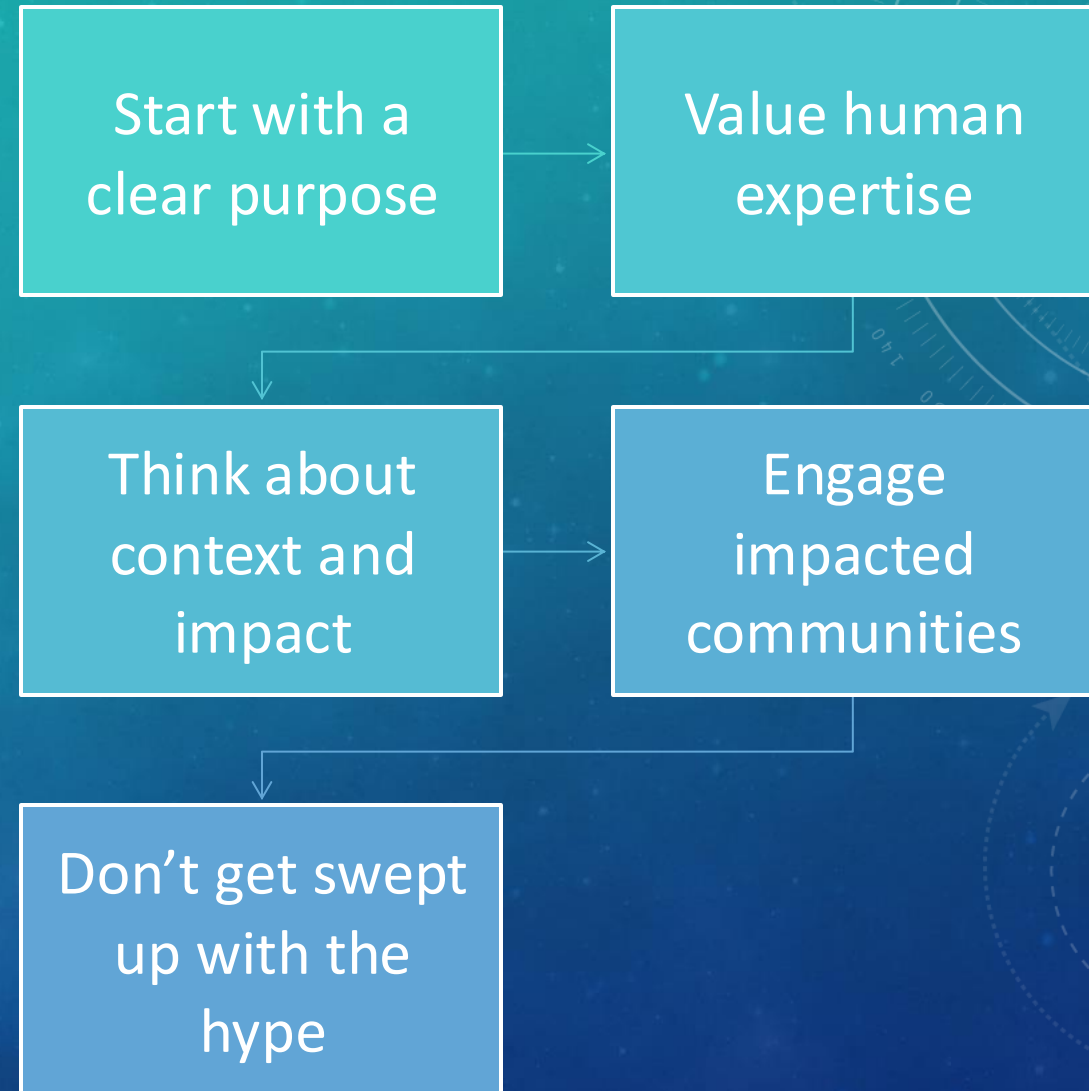 Start with a
clear purpose
Value human
expertise
140
Think about
context and
impact
Engage
impacted
communities
Don’t get swept
up with the
hype